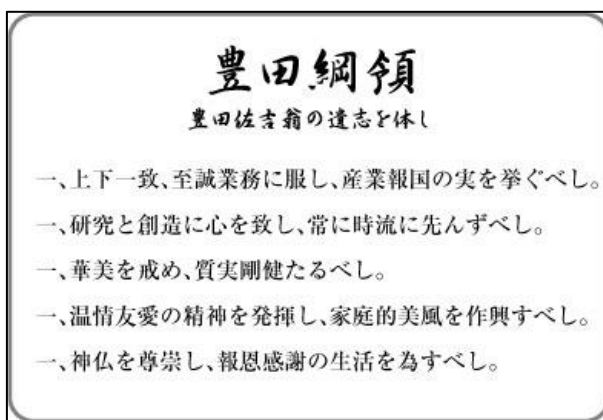 豊田綱領
豊田佐吉翁の遺志を体し
一、上下一致、至誠業務に服し、産業報国の実を挙ぐべし。
一、研究と創造に心を致し、常に時流に先んずべし。
一、華美を戒め、質実剛健たるべし。
一、温情友愛の精神を発揮し、家庭的美風を作興すべし。
一、神仏を尊崇し、報恩感謝の生活を為すべし。